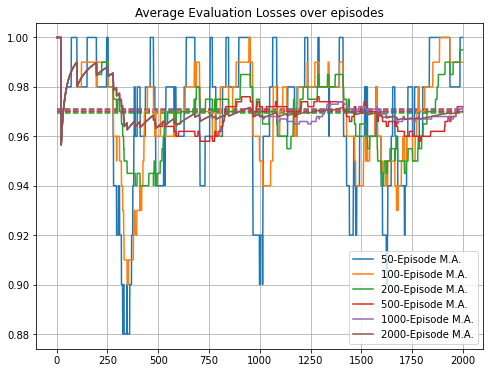 Average Evaluation Losses over episodes
1.00
0.98
0.96
0.94
0.92
0.90
0.88
0 250 500 750 1000 1250 1500 1750 2000
50-Episode M.A.
100-Episode M.A.
200-Episode M.A.
500-Episode M.A.
1000-Episode M.A.
2000-Episode M.A.